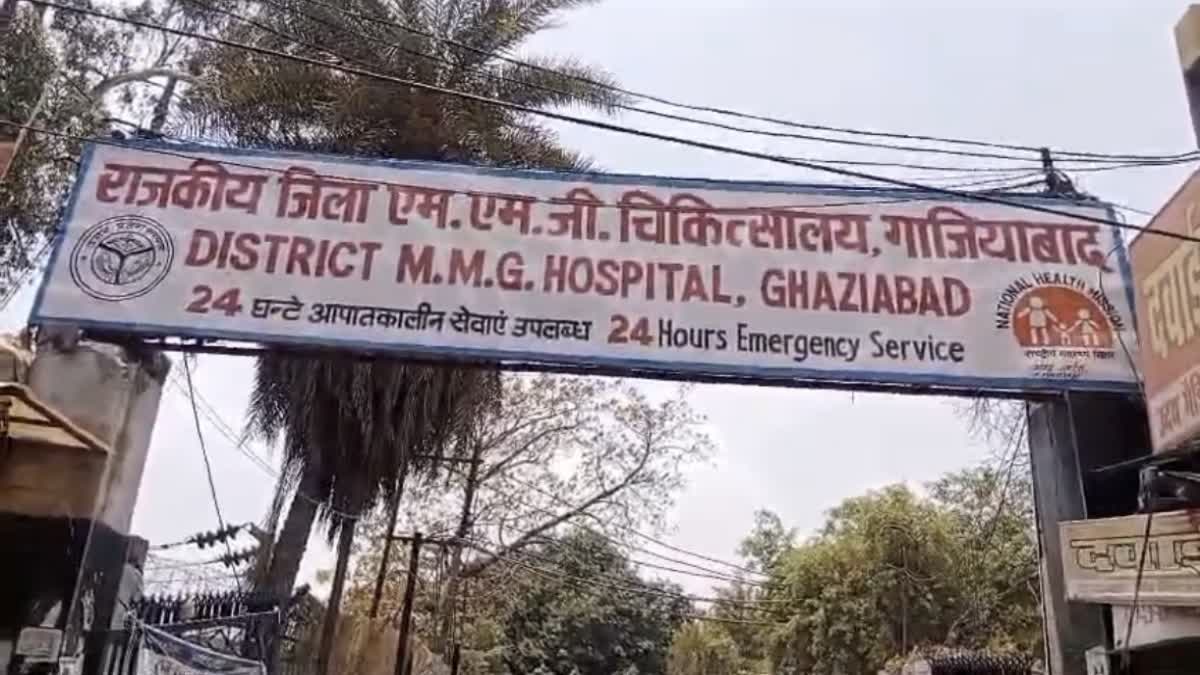 राजकीय जिला एम.एम.जी. चिकित्सालय, गाजियाबाद
DISTRICT M.M.G. HOSPITAL, GHAZIABAD
24 घन्टे आपातकालीन सेवाएं उपलब्ध 24 Hours Emergency Service
NATIONAL HEALTH MISSION